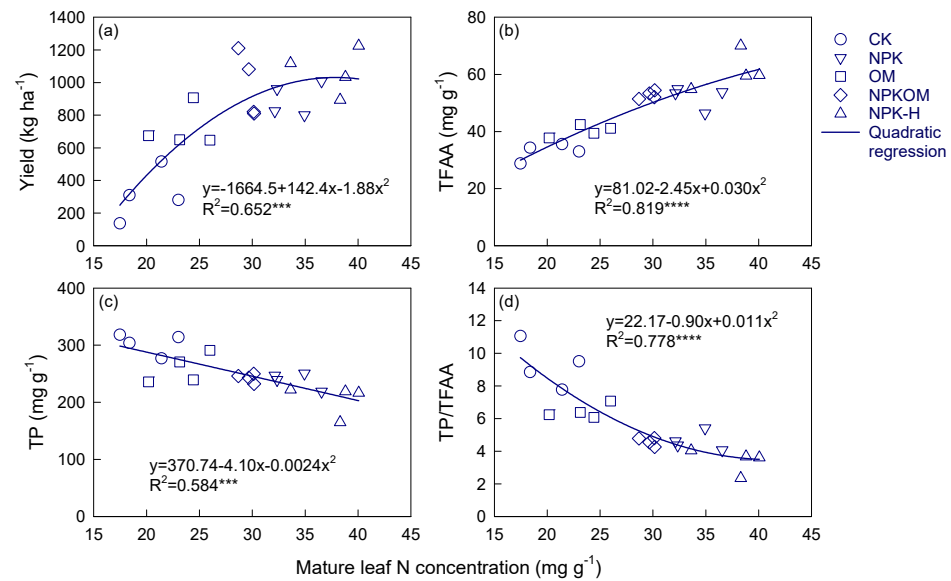 (a)
Yield (kg ha⁻¹)
1400
1200
1000
800
600
400
200
0
15 20 25 30 35 40 45
y=-1664.5+142.4x-1.88x²
R²=0.652***
(b)
TFAA (mg g⁻¹)
80
60
40
20
0
15 20 25 30 35 40 45
y=81.02-2.45x+0.030x²
R²=0.819****
CK
NPK
OM
NPKOM
NPK-H
Quadratic
regression
(c)
TP (mg g⁻¹)
400
300
200
100
0
15 20 25 30 35 40 45
y=370.74-4.10x-0.0024x²
R²=0.584***
(d)
TP/TFAA
14
12
10
8
6
4
2
0
15 20 25 30 35 40 45
y=22.17-0.90x+0.011x²
R²=0.778****
Mature leaf N concentration (mg g⁻¹)